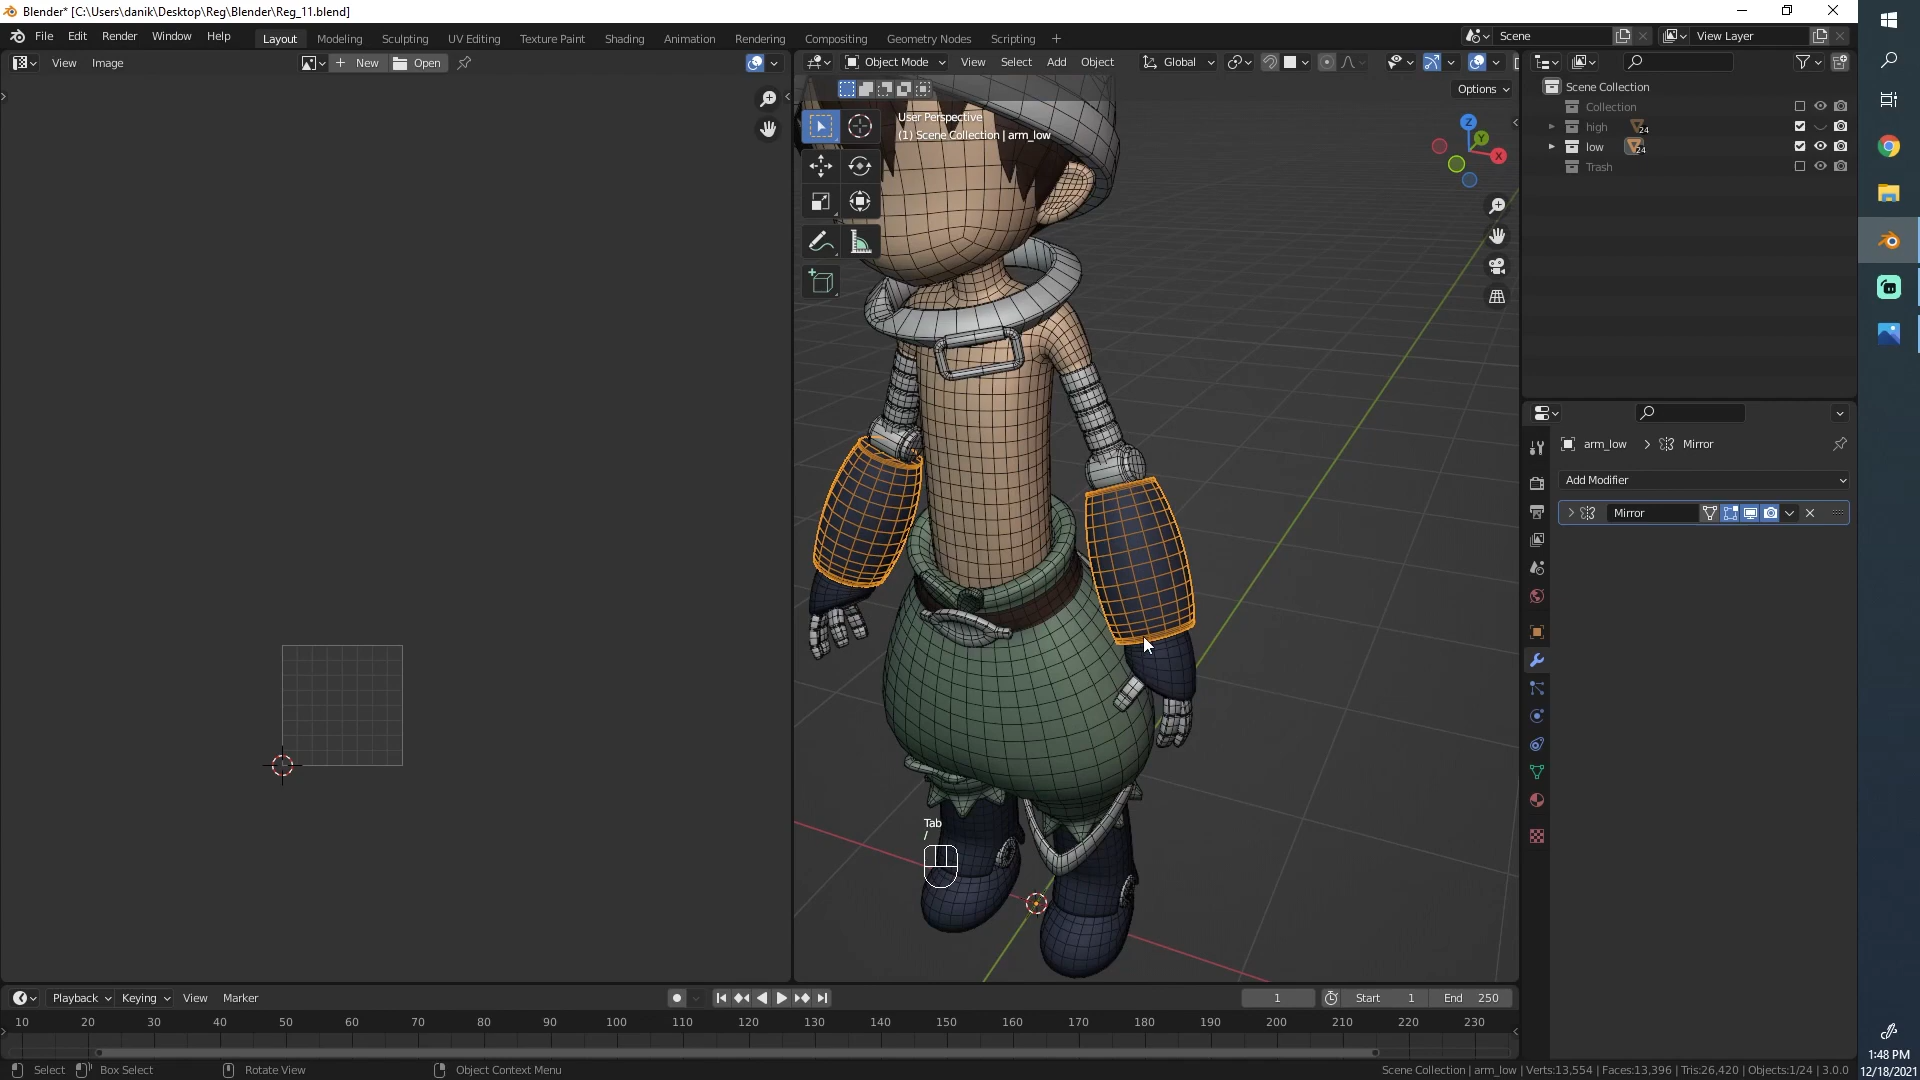 Blender* [C:\Users\danik\Desktop\Reg\Blender\Reg_11.blend]
File Edit Render Window Help Layout Modeling Sculpting UV Editing Texture Paint Shading Animation Rendering Compositing Geometry Nodes Scripting + Scene View Layer
View Image New Open Object Mode View Select Add Object Global
Options
User Perspective
(1) Scene Collection | arm_low
Scene Collection
Collection
high 24
low 24
Trash
Z
Y
X
arm_low > Mirror
Add Modifier
Mirror
Tab
/
Playback Keying View Marker 1 Start 1 End 250
10 20 30 40 50 60 70 80 90 100 110 120 130 140 150 160 170 180 190 200 210 220 230
Select Box Select Rotate View Object Context Menu Scene Collection | arm_low | Verts:13,554 | Faces:13,396 | Tris:26,420 | Objects:1/24 | 3.0.0
1:48 PM
12/18/2021